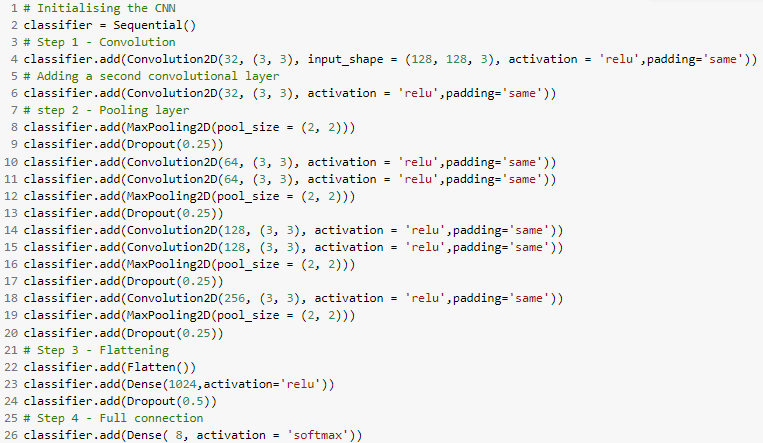 1 # Initialising the CNN
2 classifier = Sequential()
3 # Step 1 - Convolution
4 classifier.add(Convolution2D(32, (3, 3), input_shape = (128, 128, 3), activation = 'relu',padding='same'))
5 # Adding a second convolutional layer
6 classifier.add(Convolution2D(32, (3, 3), activation = 'relu',padding='same'))
7 # step 2 - Pooling layer
8 classifier.add(MaxPooling2D(pool_size = (2, 2)))
9 classifier.add(Dropout(0.25))
10 classifier.add(Convolution2D(64, (3, 3), activation = 'relu',padding='same'))
11 classifier.add(Convolution2D(64, (3, 3), activation = 'relu',padding='same'))
12 classifier.add(MaxPooling2D(pool_size = (2, 2)))
13 classifier.add(Dropout(0.25))
14 classifier.add(Convolution2D(128, (3, 3), activation = 'relu',padding='same'))
15 classifier.add(Convolution2D(128, (3, 3), activation = 'relu',padding='same'))
16 classifier.add(MaxPooling2D(pool_size = (2, 2)))
17 classifier.add(Dropout(0.25))
18 classifier.add(Convolution2D(256, (3, 3), activation = 'relu',padding='same'))
19 classifier.add(MaxPooling2D(pool_size = (2, 2)))
20 classifier.add(Dropout(0.25))
21 # Step 3 - Flattening
22 classifier.add(Flatten())
23 classifier.add(Dense(1024,activation='relu'))
24 classifier.add(Dropout(0.5))
25 # Step 4 - Full connection
26 classifier.add(Dense( 8, activation = 'softmax'))